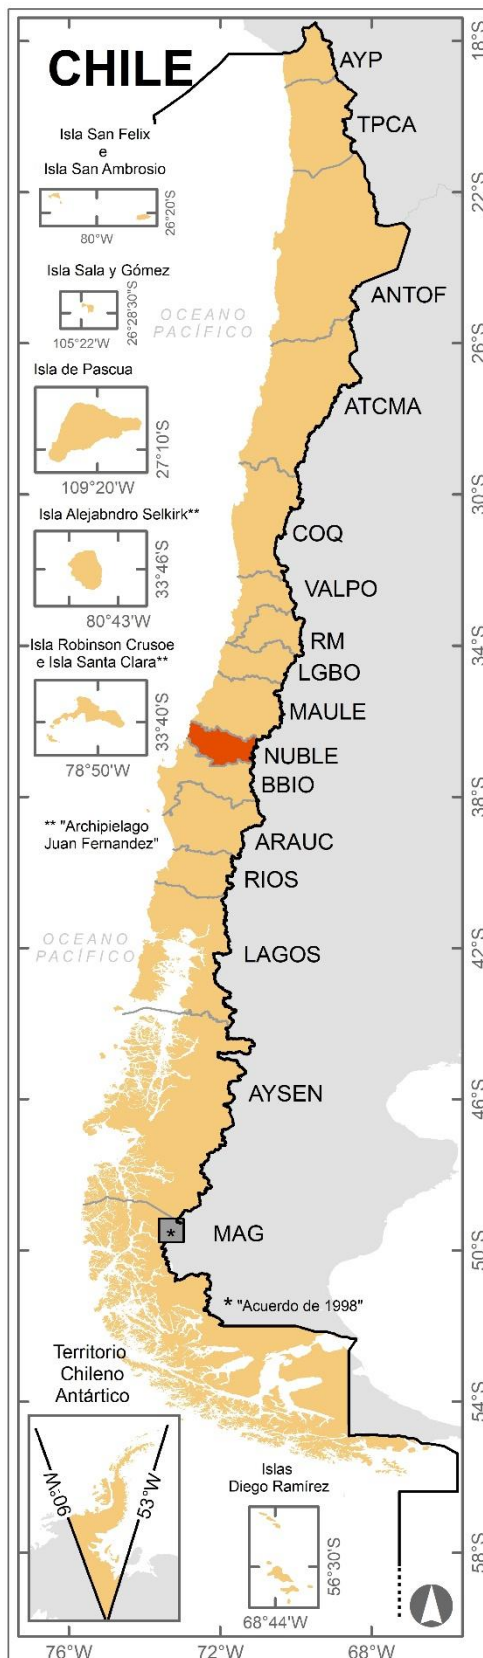 CHILE
Isla San Felix
e
Isla San Ambrosio
80°W
26°20'S
Isla Sala y Gómez
105°22'W
26°28'30"S
OCEANO
PACÍFICO
Isla de Pascua
109°20'W
27°10'S
Isla Alejabndro Selkirk**
80°43'W
33°46'S
Isla Robinson Crusoe
e Isla Santa Clara**
78°50'W
33°40'S
** "Archipielago
Juan Fernandez"
OCEANO
PACÍFICO
AYP
TPCA
ANTOF
ATCMA
COQ
VALPO
RM
LGBO
MAULE
NUBLE
BBIO
ARAUC
RIOS
LAGOS
AYSEN
MAG
*
* "Acuerdo de 1998"
Territorio
Chileno
Antártico
90°W
53°W
Islas
Diego Ramírez
56°30'S
68°44'W
18°S
22°S
26°S
30°S
34°S
38°S
42°S
46°S
50°S
54°S
58°S
76°W
72°W
68°W